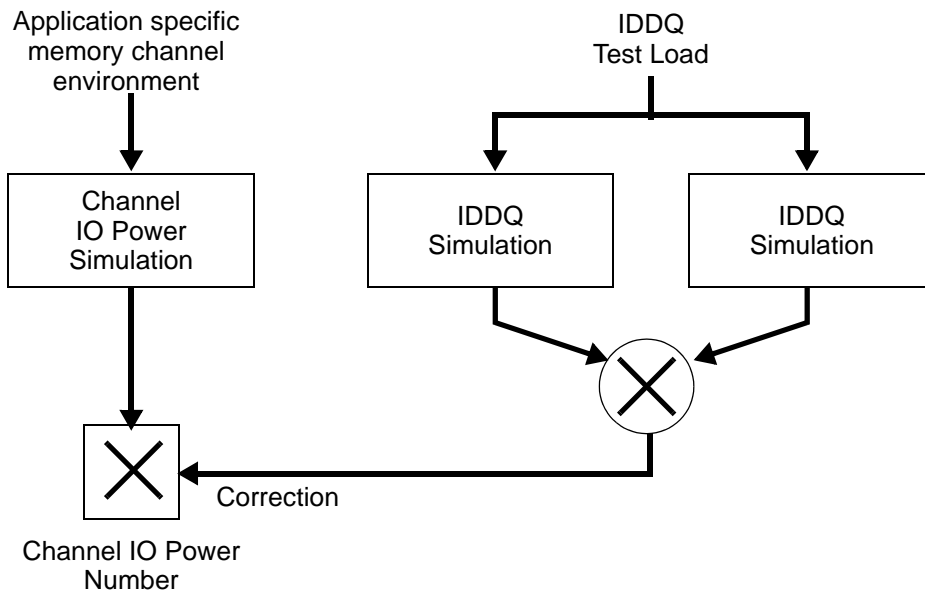 Application specific
memory channel
environment
IDDQ
Test Load
Channel
IO Power
Simulation
IDDQ
Simulation
IDDQ
Simulation
Correction
Channel IO Power
Number